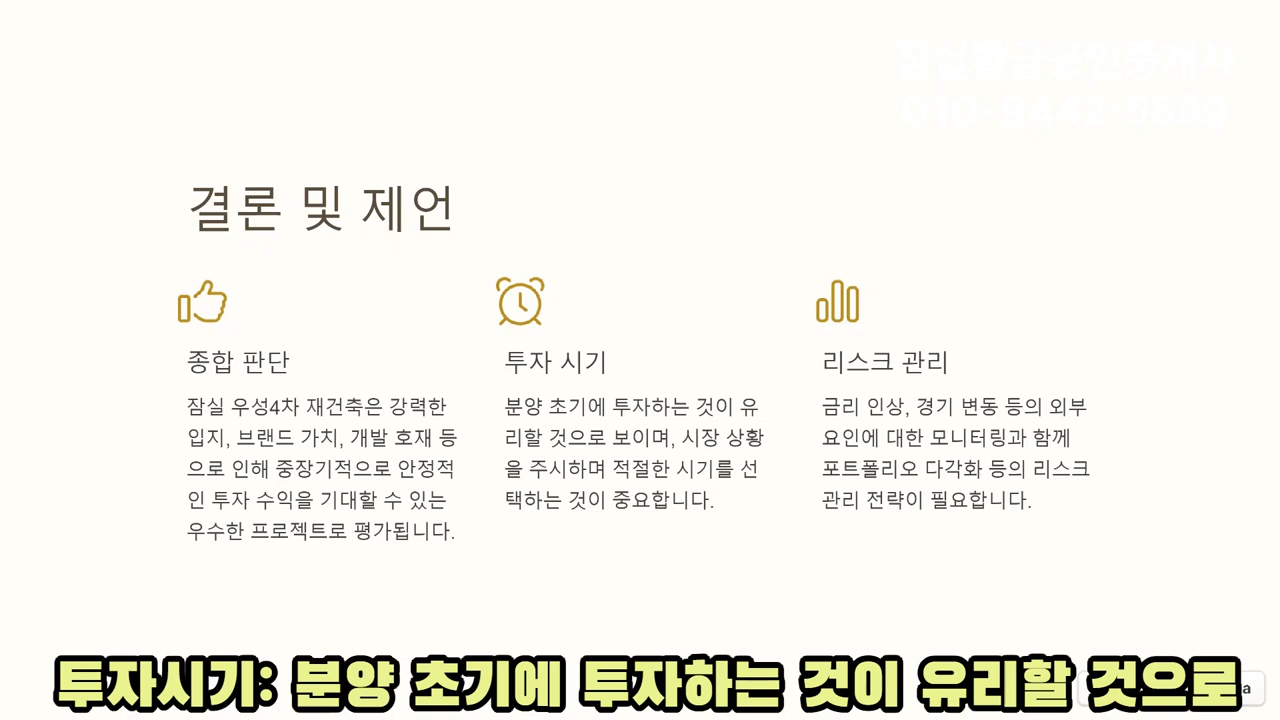 잠실황금공인중개사
결론 및 제언
종합 판단
잠실 우성4차 재건축은 강력한
입지, 브랜드 가치, 개발 호재 등
으로 인해 중장기적으로 안정적
인 투자 수익을 기대할 수 있는
우수한 프로젝트로 평가됩니다.
투자 시기
분양 초기에 투자하는 것이 유
리할 것으로 보이며, 시장 상황
을 주시하며 적절한 시기를 선
택하는 것이 중요합니다.
리스크 관리
금리 인상, 경기 변동 등의 외부
요인에 대한 모니터링과 함께
포트폴리오 다각화 등의 리스크
관리 전략이 필요합니다.
투자시기: 분양 초기에 투자하는 것이 유리할 것으로